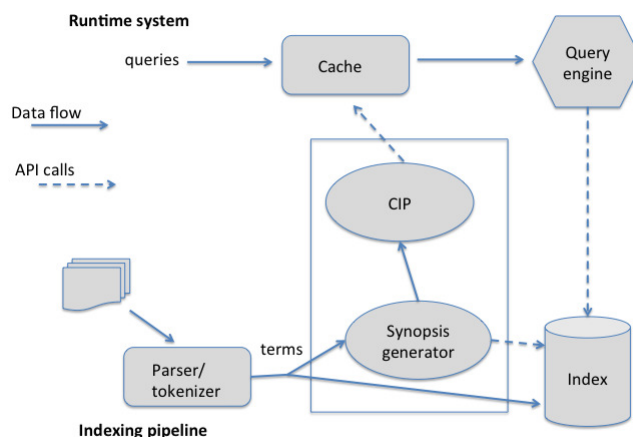 Runtime system
queries
Cache
Query
engine
Data flow
API calls
CIP
Synopsis
generator
terms
Parser/
tokenizer
Index
Indexing pipeline